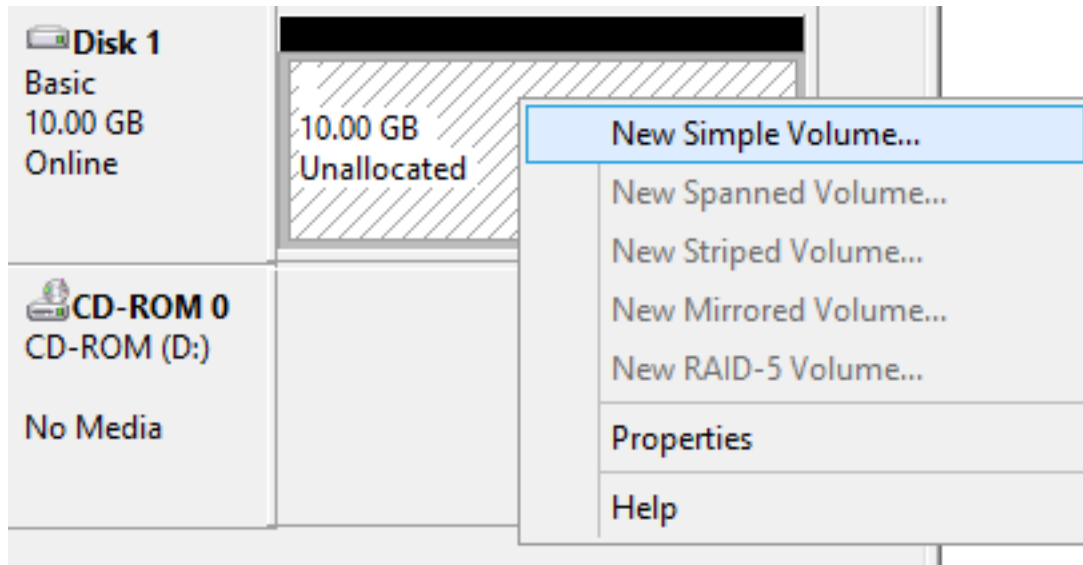 Disk 1
Basic
10.00 GB
Online
10.00 GB
Unallocated
New Simple Volume...
New Spanned Volume...
New Striped Volume...
New Mirrored Volume...
New RAID-5 Volume...
Properties
Help
CD-ROM 0
CD-ROM (D:)
No Media